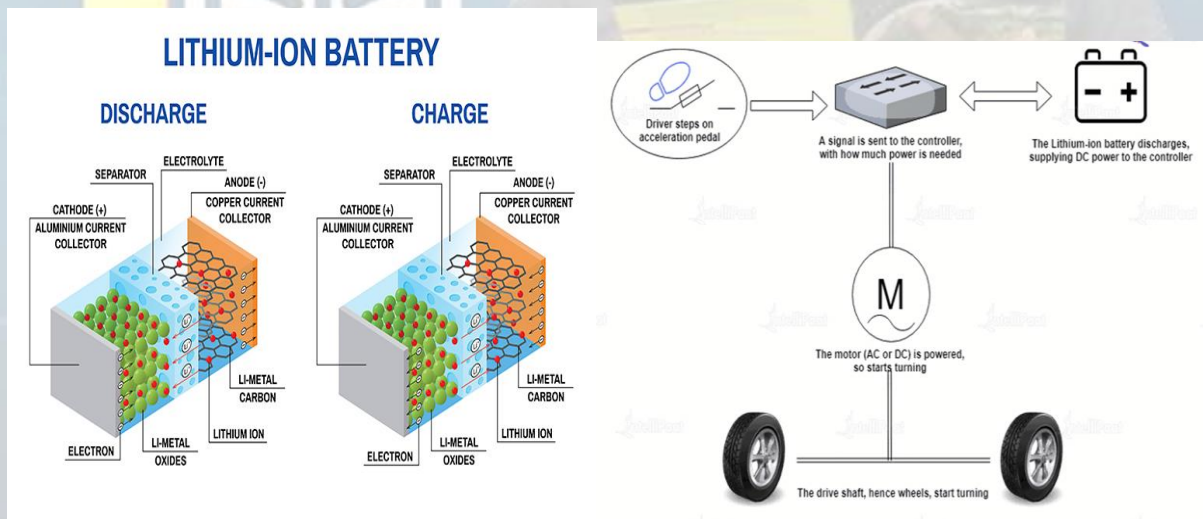 LITHIUM-ION BATTERY
DISCHARGE
ELECTROLYTE
SEPARATOR
ANODE (-)
COPPER CURRENT
COLLECTOR
CATHODE (+)
ALUMINIUM CURRENT
COLLECTOR
LI-METAL
CARBON
LITHIUM ION
LI-METAL
OXIDES
ELECTRON
CHARGE
ELECTROLYTE
SEPARATOR
ANODE (-)
COPPER CURRENT
COLLECTOR
CATHODE (+)
ALUMINIUM CURRENT
COLLECTOR
LI-METAL
CARBON
LITHIUM ION
LI-METAL
OXIDES
ELECTRON
Driver steps on
acceleration pedal
A signal is sent to the controller,
with how much power is needed
- +
The Lithium-ion battery discharges,
supplying DC power to the controller
M
The motor (AC or DC) is powered,
so starts turning
The drive shaft, hence wheels, start turning